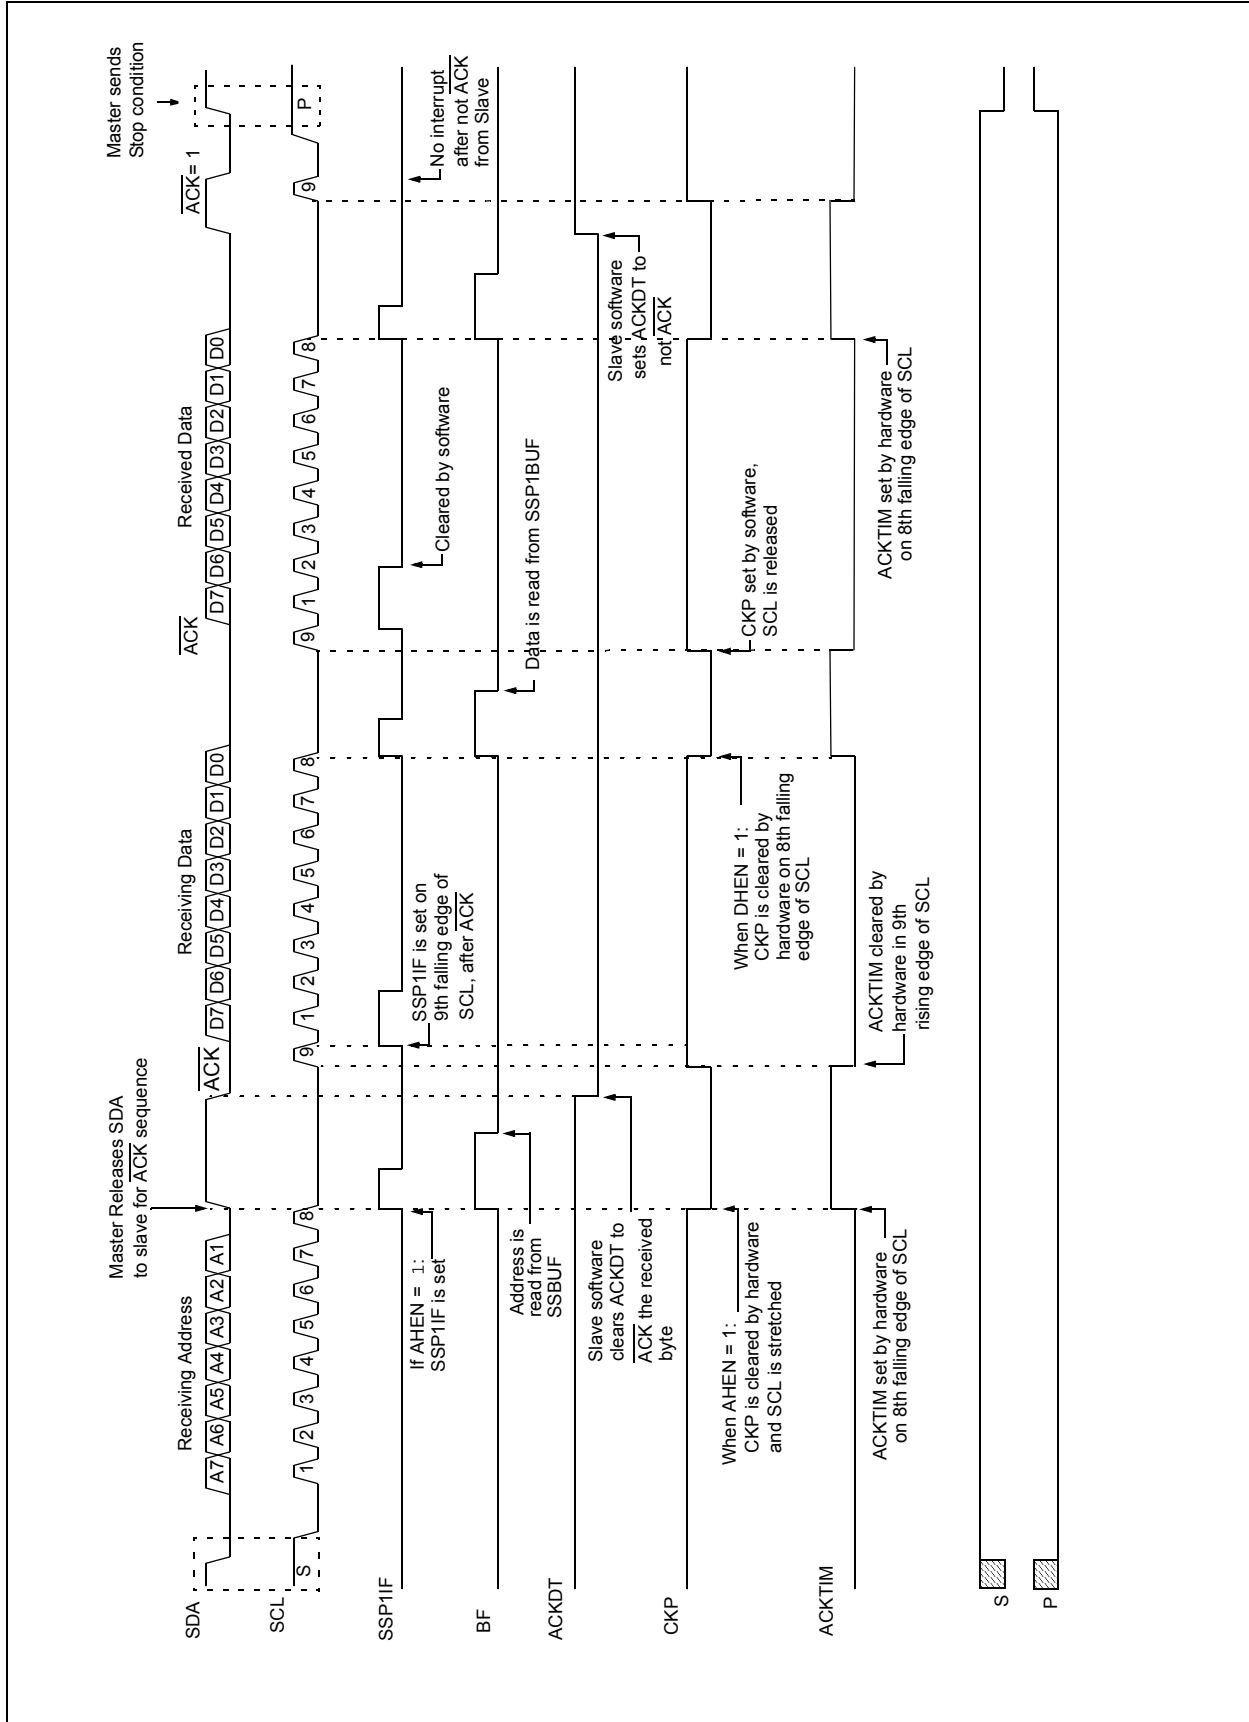 Master Releases SDA
to slave for ACK sequence
Master sends
Stop condition
Receiving Address
Receiving Data
Received Data
ACK
ACK
ACK= 1
SDA
A7 A6 A5 A4 A3 A2 A1
D7 D6 D5 D4 D3 D2 D1 D0
D7 D6 D5 D4 D3 D2 D1 D0
SCL
S
1 2 3 4 5 6 7 8
9
1 2 3 4 5 6 7 8
9
1 2 3 4 5 6 7 8
9
P
SSP1IF
If AHEN = 1:
SSP1IF is set
SSP1IF is set on
9th falling edge of
SCL, after ACK
Cleared by software
No interrupt
after not ACK
from Slave
BF
Address is
read from
SSBUF
Data is read from SSP1BUF
ACKDT
Slave software
clears ACKDT to
ACK the received
byte
Slave software
sets ACKDT to
not ACK
CKP
When AHEN = 1:
CKP is cleared by hardware
and SCL is stretched
When DHEN = 1:
CKP is cleared by
hardware on 8th falling
edge of SCL
CKP set by software,
SCL is released
ACKTIM
ACKTIM set by hardware
on 8th falling edge of SCL
ACKTIM cleared by
hardware in 9th
rising edge of SCL
ACKTIM set by hardware
on 8th falling edge of SCL
S
P